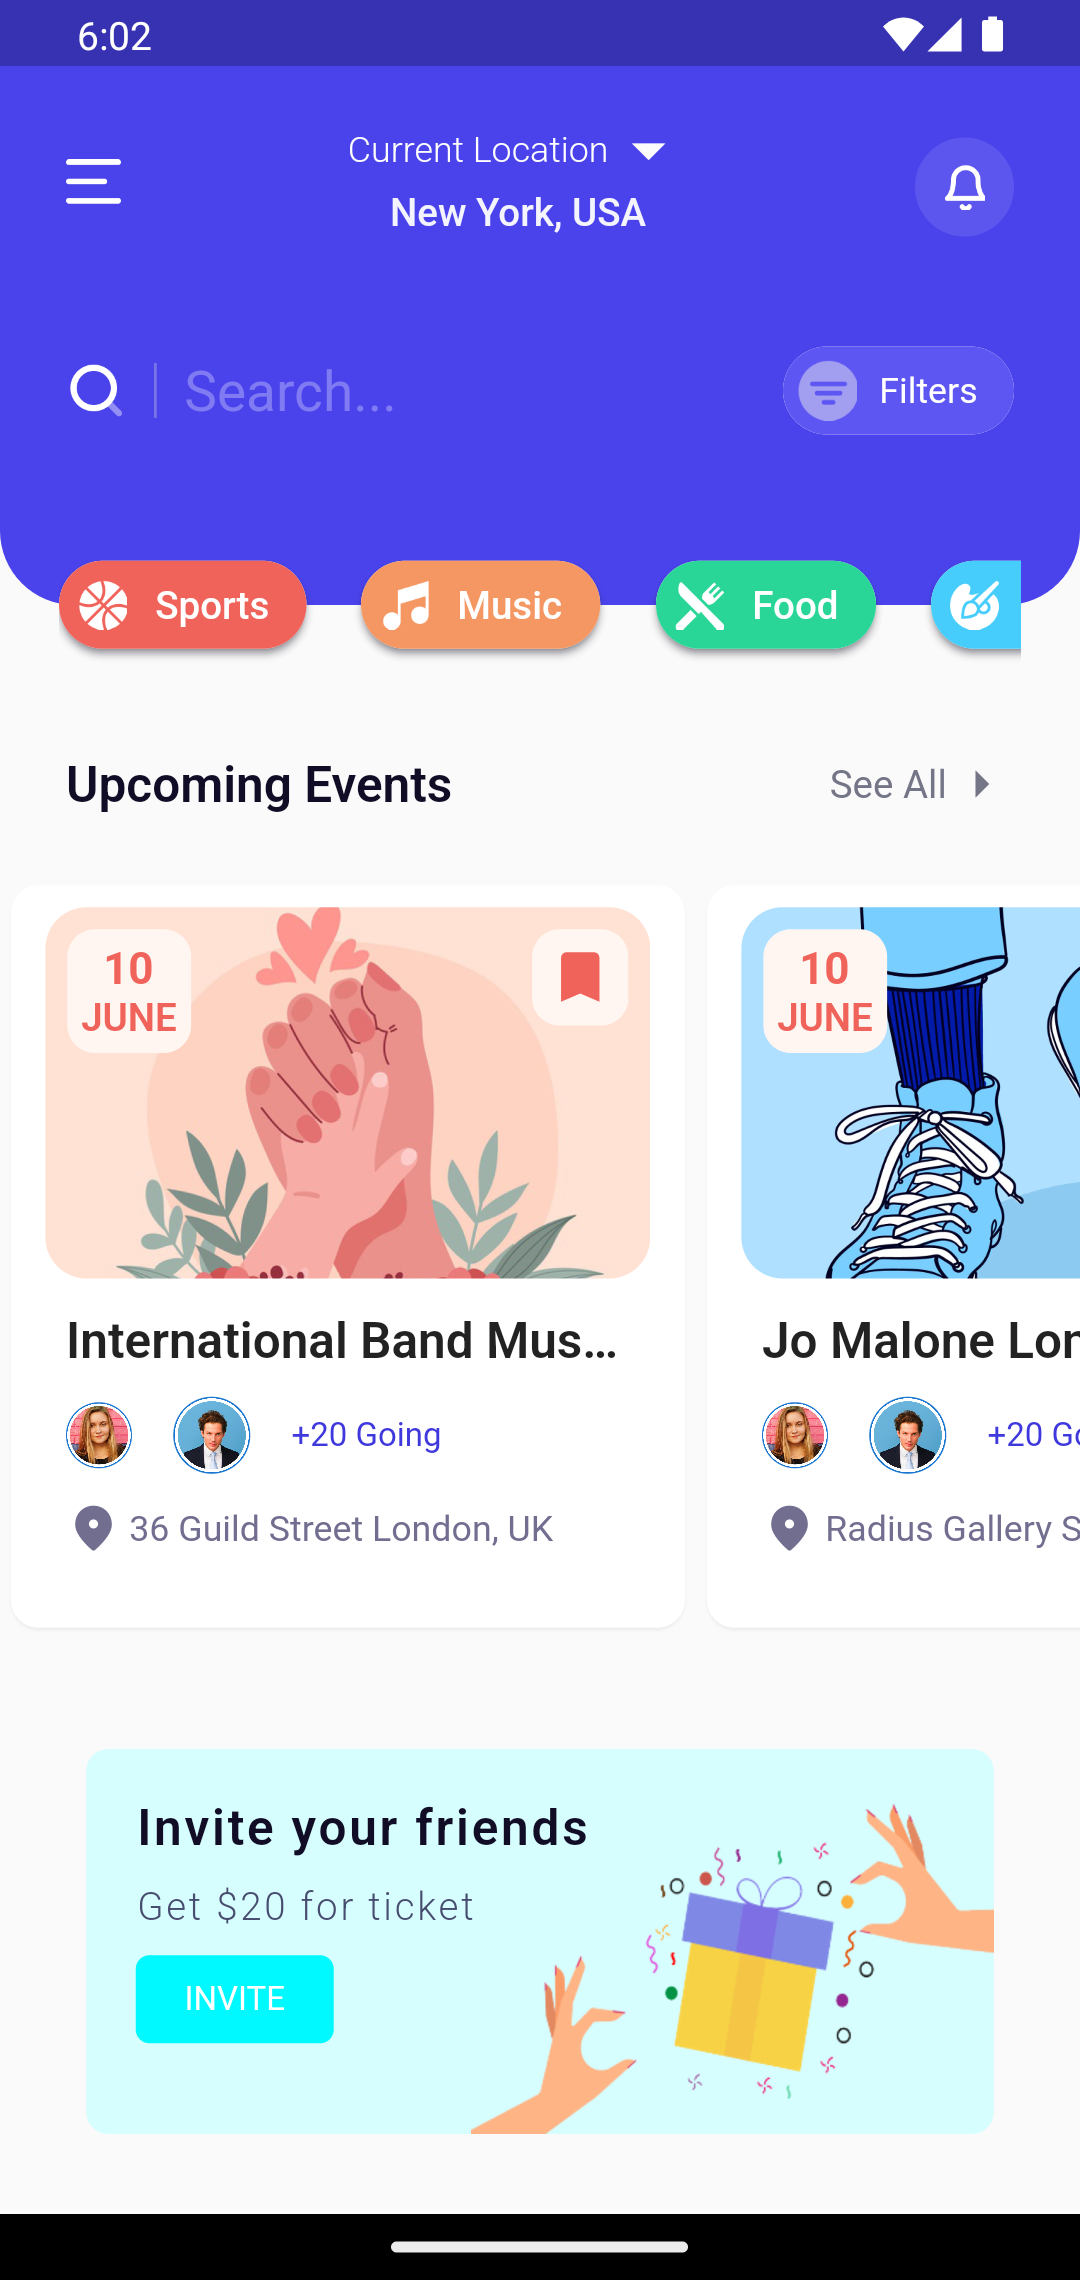 6:02
Current Location
New York, USA
Search...
Filters
Sports
Music
Food
Upcoming Events
See All
10
JUNE
10
JUNE
International Band Mus...
Jo Malone Lon
+20 Going
+20 Go
36 Guild Street London, UK
Radius Gallery S
Invite your friends
Get $20 for ticket
INVITE